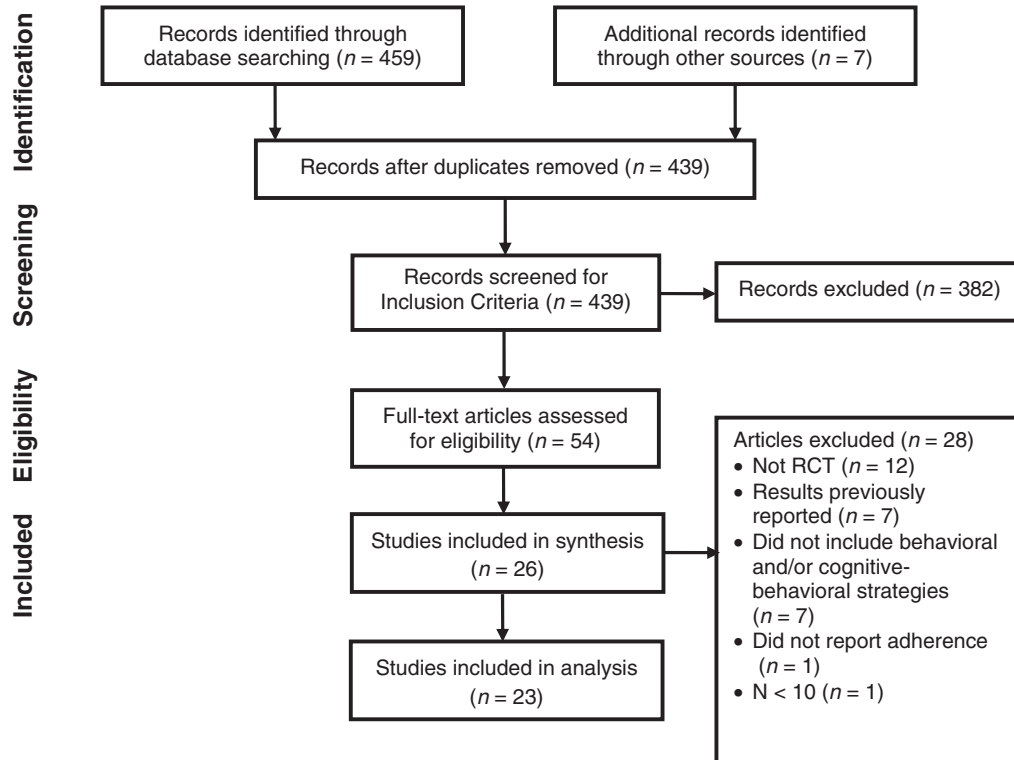 Identification
Records identified through
database searching (n = 459)
Additional records identified
through other sources (n = 7)
Records after duplicates removed (n = 439)
Screening
Records screened for
Inclusion Criteria (n = 439)
Records excluded (n = 382)
Eligibility
Full-text articles assessed
for eligibility (n = 54)
Articles excluded (n = 28)
• Not RCT (n = 12)
• Results previously
reported (n = 7)
• Did not include behavioral
and/or cognitive-
behavioral strategies
(n = 7)
• Did not report adherence
(n = 1)
• N < 10 (n = 1)
Included
Studies included in synthesis
(n = 26)
Studies included in analysis
(n = 23)